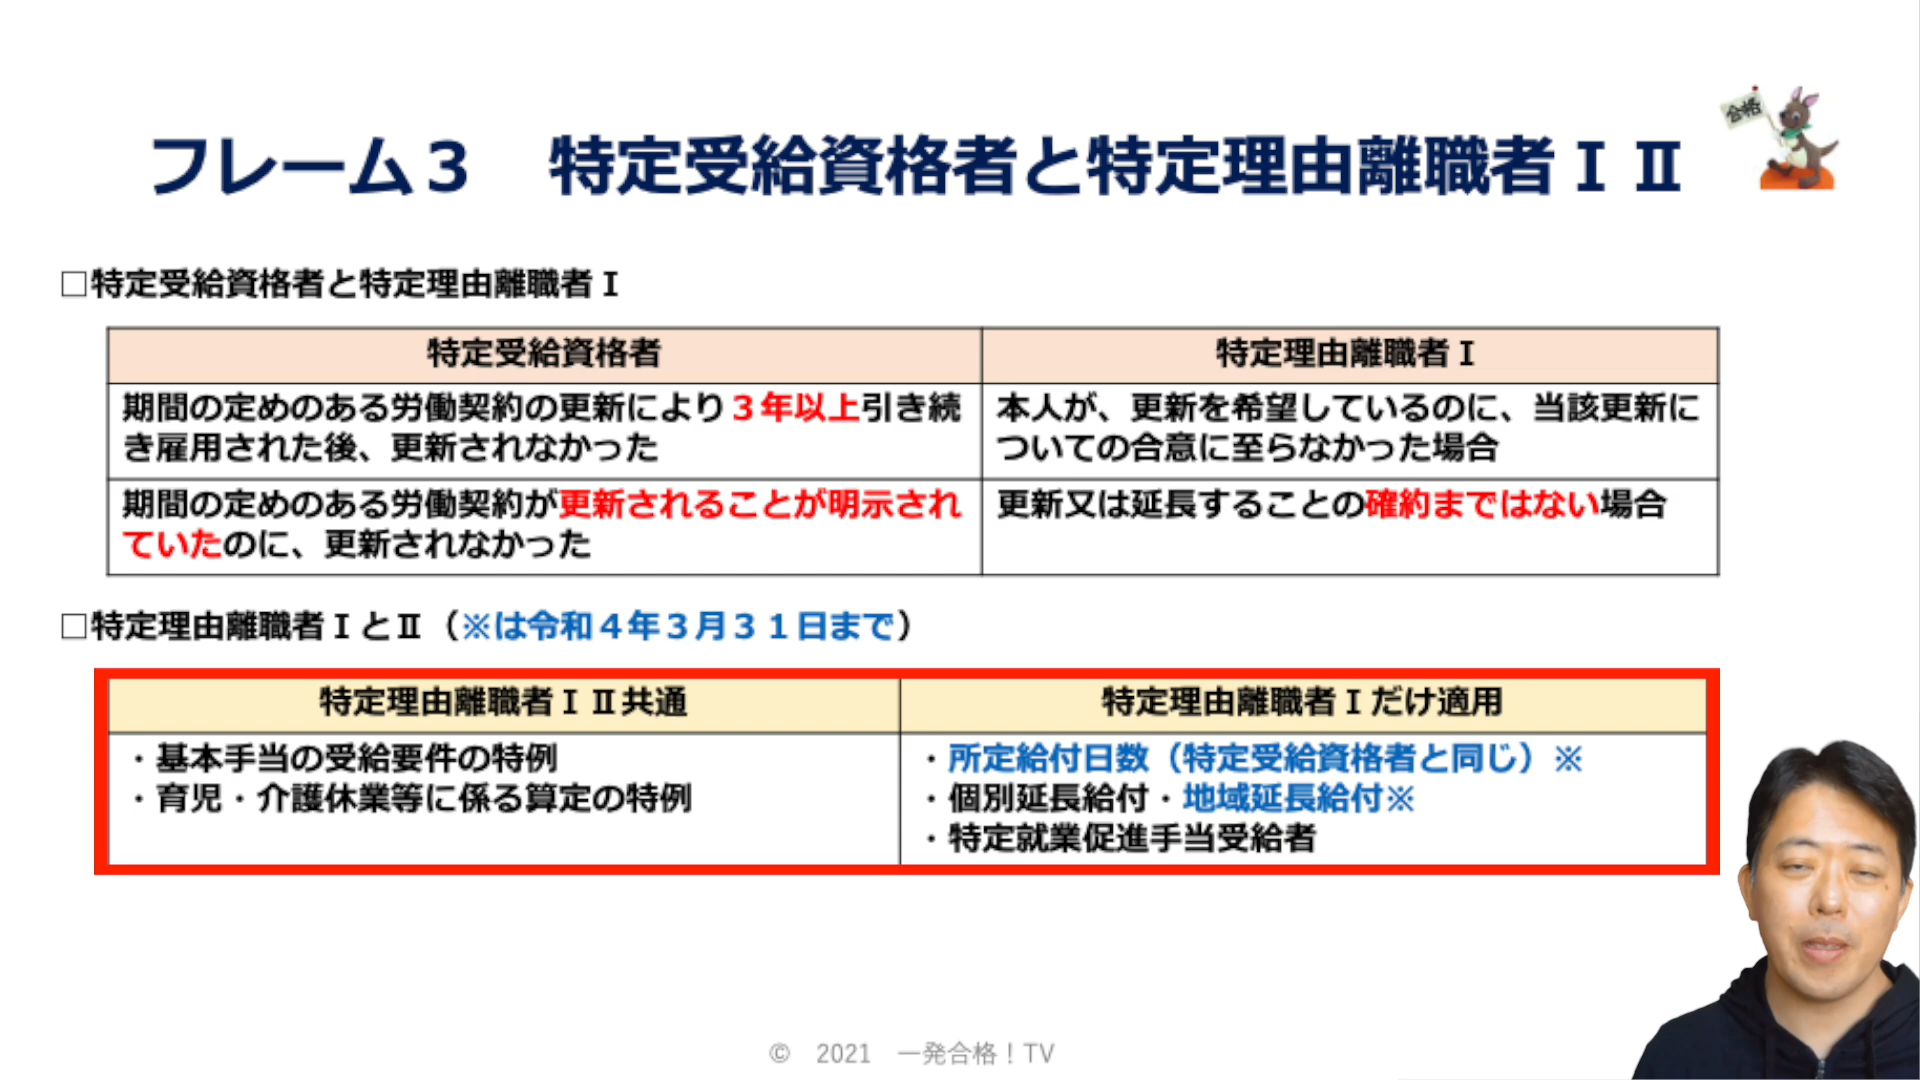 フレーム３　特定受給資格者と特定理由離職者ⅠⅡ
合格
□特定受給資格者と特定理由離職者Ⅰ
特定受給資格者
特定理由離職者Ⅰ
期間の定めのある労働契約の更新により３年以上引き続
き雇用された後、更新されなかった
本人が、更新を希望しているのに、当該更新に
ついての合意に至らなかった場合
期間の定めのある労働契約が更新されることが明示され
ていたのに、更新されなかった
更新又は延長することの確約まではない場合
□特定理由離職者ⅠとⅡ（※は令和４年３月３１日まで）
特定理由離職者ⅠⅡ共通
特定理由離職者Ⅰだけ適用
・基本手当の受給要件の特例
・育児・介護休業等に係る算定の特例
・所定給付日数（特定受給資格者と同じ）※
・個別延長給付・地域延長給付※
・特定就業促進手当受給者
©　2021　一発合格！TV